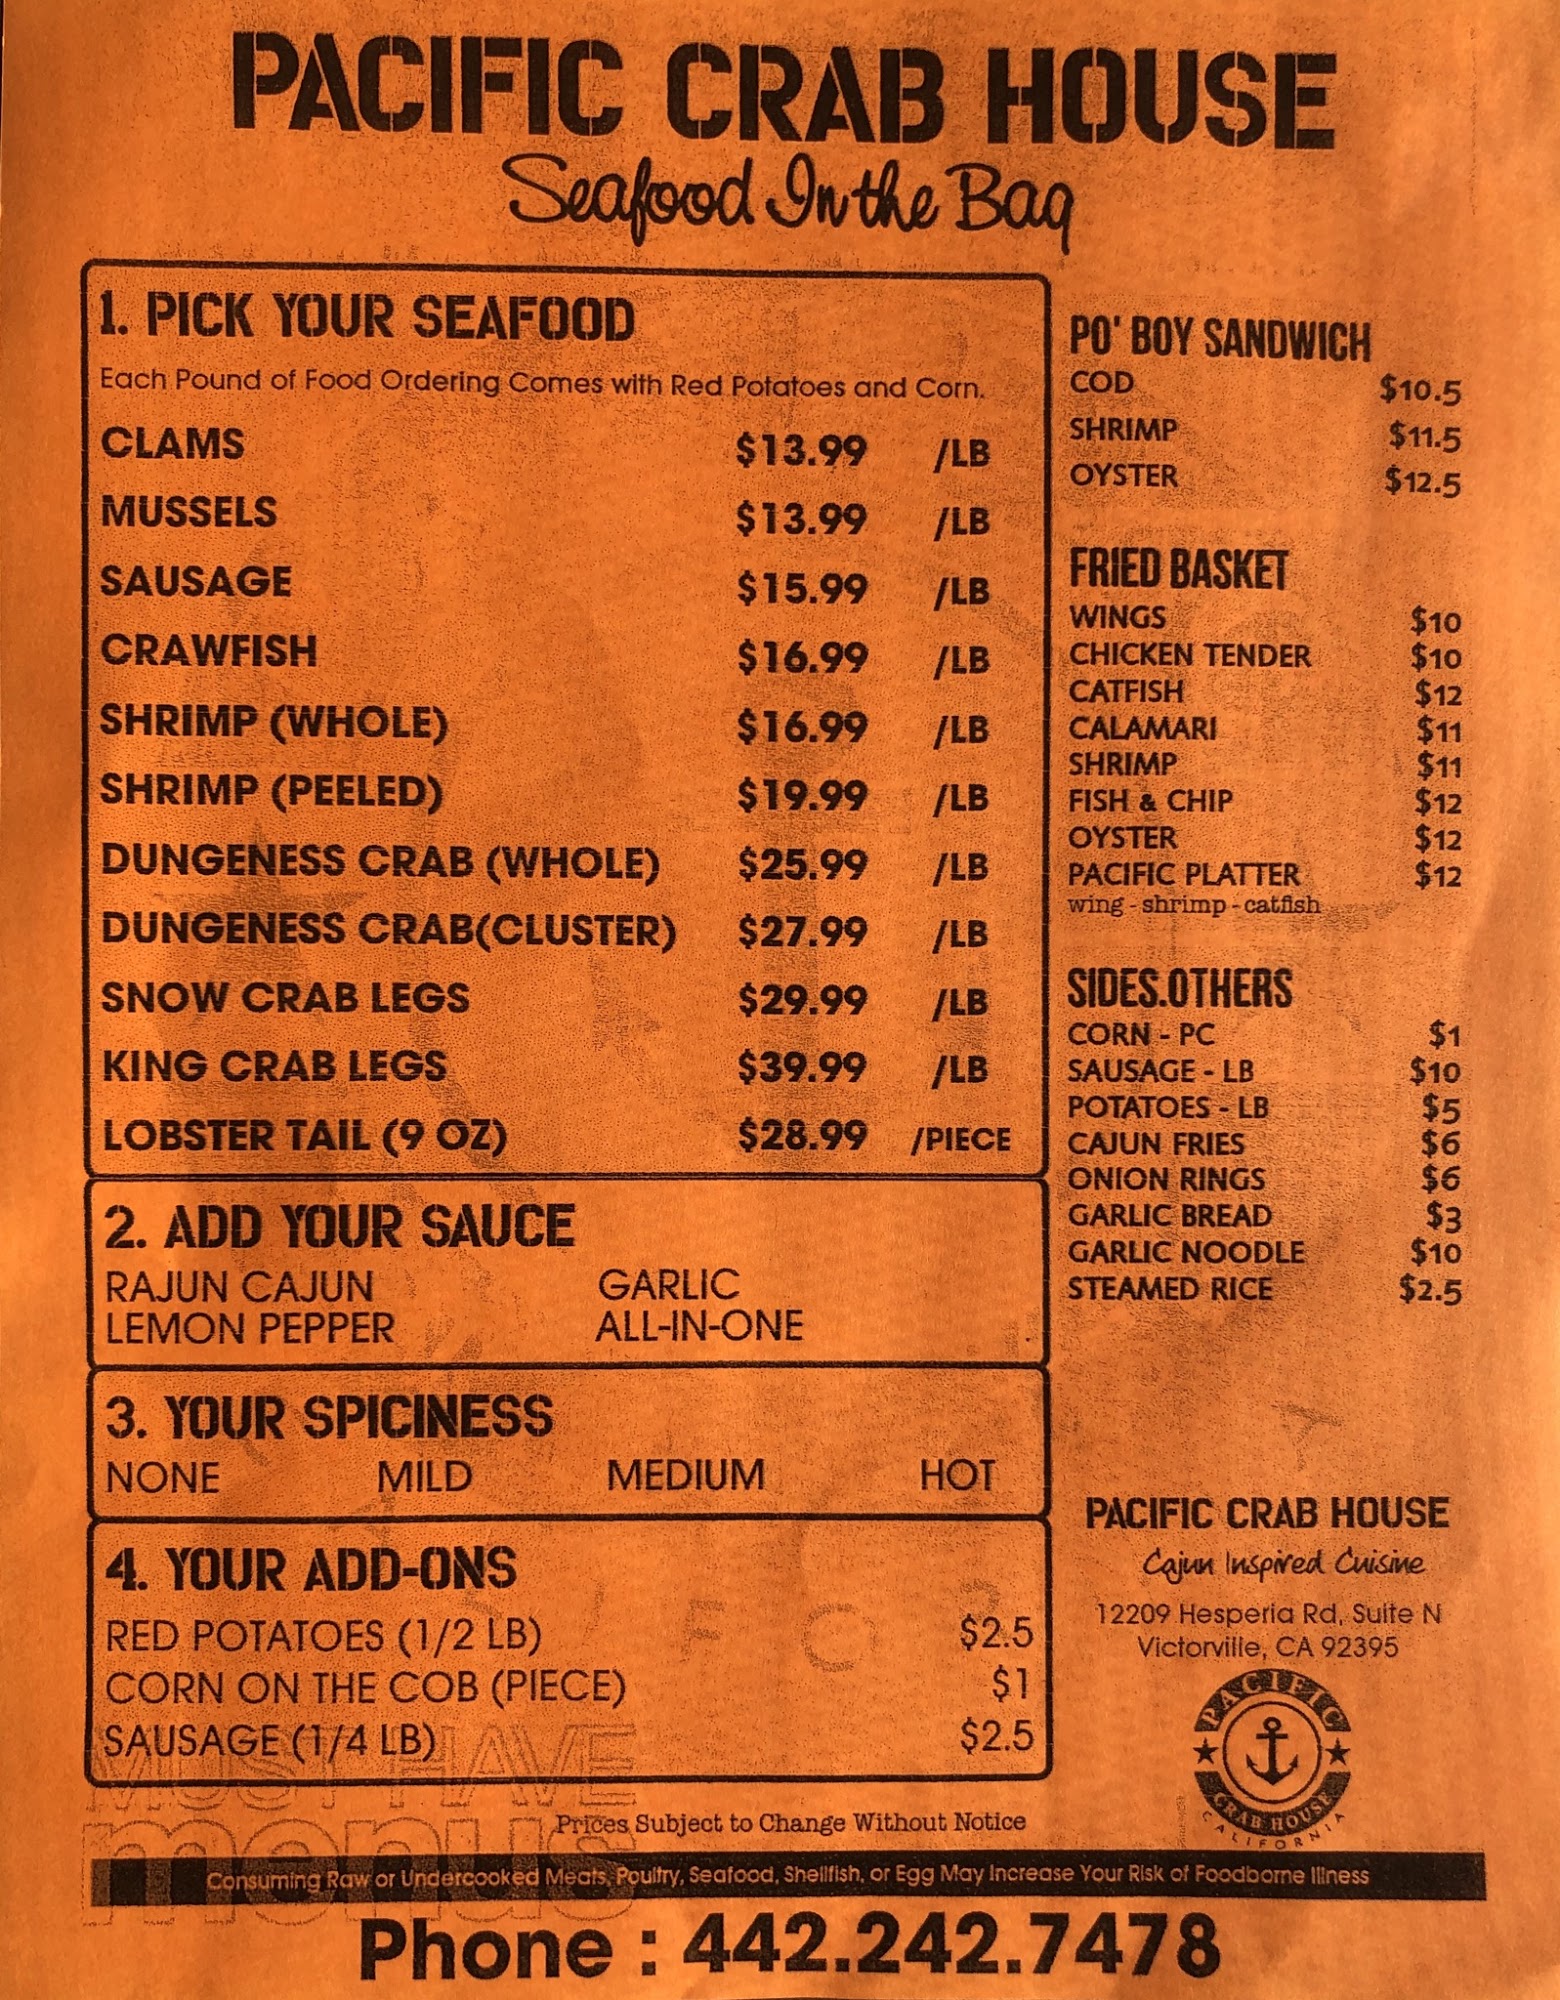 PACIFIC CRAB HOUSE
Seafood In the Bag
1. PICK YOUR SEAFOOD
Each Pound of Food Ordering Comes with Red Potatoes and Corn.
CLAMS $13.99 /LB
MUSSELS $13.99 /LB
SAUSAGE $15.99 /LB
CRAWFISH $16.99 /LB
SHRIMP (WHOLE) $16.99 /LB
SHRIMP (PEELED) $19.99 /LB
DUNGENESS CRAB (WHOLE) $25.99 /LB
DUNGENESS CRAB(CLUSTER) $27.99 /LB
SNOW CRAB LEGS $29.99 /LB
KING CRAB LEGS $39.99 /LB
LOBSTER TAIL (9 OZ) $28.99 /PIECE
2. ADD YOUR SAUCE
RAJUN CAJUN GARLIC
LEMON PEPPER ALL-IN-ONE
3. YOUR SPICINESS
NONE MILD MEDIUM HOT
4. YOUR ADD-ONS
RED POTATOES (1/2 LB) $2.5
CORN ON THE COB (PIECE) $1
SAUSAGE (1/4 LB) $2.5
PO' BOY SANDWICH
COD $10.5
SHRIMP $11.5
OYSTER $12.5
FRIED BASKET
WINGS $10
CHICKEN TENDER $10
CATFISH $12
CALAMARI $11
SHRIMP $11
FISH & CHIP $12
OYSTER $12
PACIFIC PLATTER $12
wing - shrimp - catfish
SIDES.OTHERS
CORN - PC $1
SAUSAGE - LB $10
POTATOES - LB $5
CAJUN FRIES $6
ONION RINGS $6
GARLIC BREAD $3
GARLIC NOODLE $10
STEAMED RICE $2.5
PACIFIC CRAB HOUSE
Cajun Inspired Cuisine
12209 Hesperia Rd, Suite N
Victorville, CA 92395
PACIFIC
CRAB HOUSE
CALIFORNIA
MUST HAVE
menus
Prices Subject to Change Without Notice
Consuming Raw or Undercooked Meats, Poultry, Seafood, Shellfish, or Egg May Increase Your Risk of Foodborne Illness
Phone : 442.242.7478